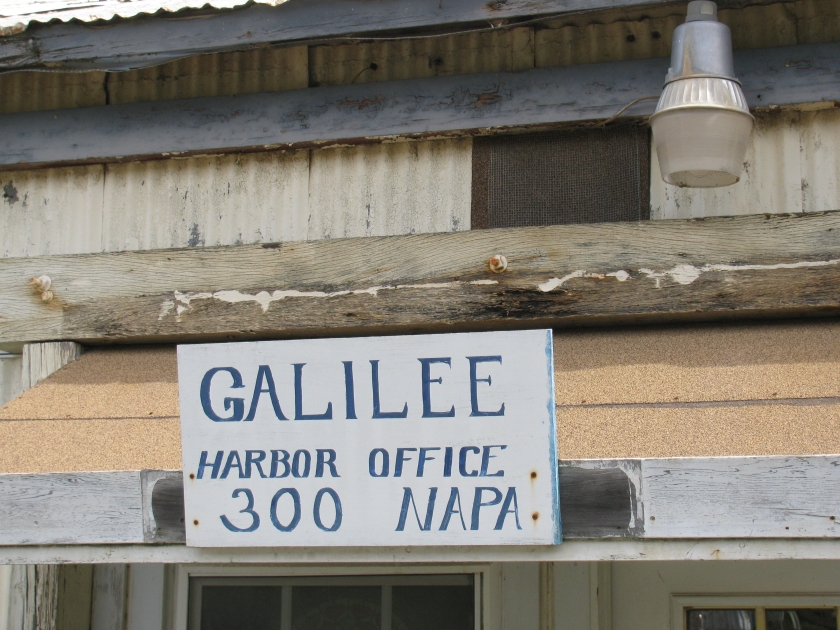 GALILEE
HARBOR OFFICE
300 NAPA